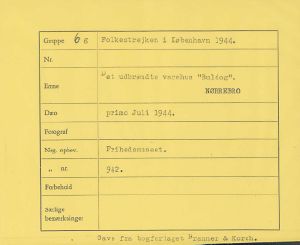 Gruppe 6 g Folkestrejken i København 1944.
Nr.
Emne Det udbrændte varehus "Buldog".
NØRREBRO
Dato primo Juli 1944.
Fotograf
Neg. opbev. Frihedsmuseet.
" nr. 942.
Forbehold
Særlige
bemærkninger:
Gave fra bogforlaget Branner & Korch.